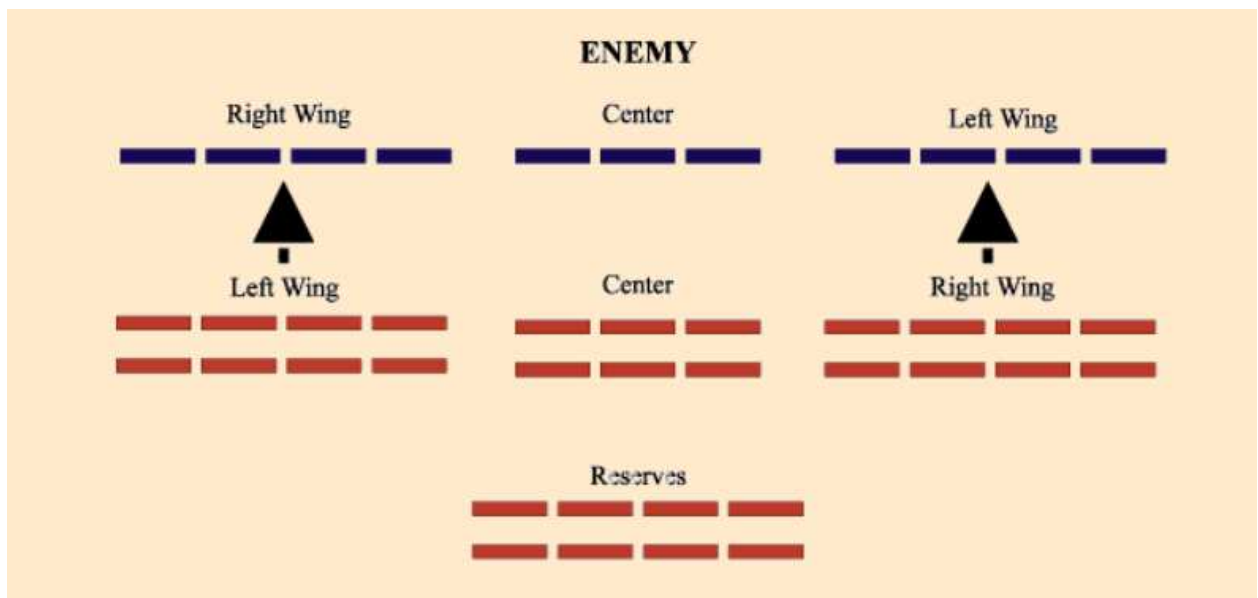 ENEMY
Right Wing
Center
Left Wing
Left Wing
Center
Right Wing
Reserves